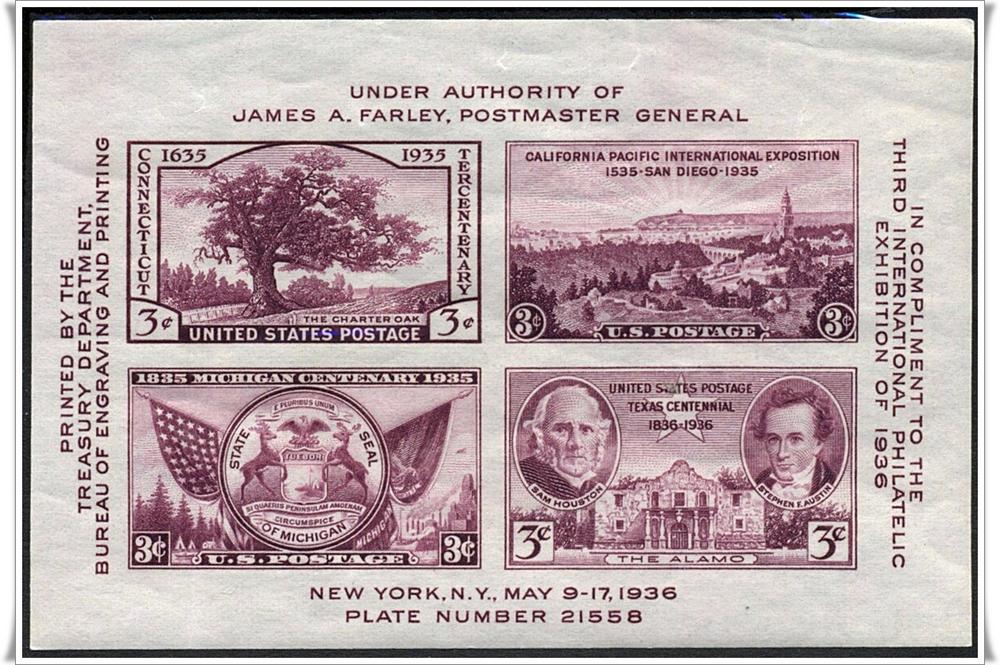 UNDER AUTHORITY OF
JAMES A. FARLEY, POSTMASTER GENERAL
PRINTED BY THE
TREASURY DEPARTMENT,
BUREAU OF ENGRAVING AND PRINTING
CONNECTICUT
1635
1935
TERCENTENARY
THE CHARTER OAK
3¢
3¢
UNITED STATES POSTAGE
CALIFORNIA PACIFIC INTERNATIONAL EXPOSITION
1535-SAN DIEGO-1935
3¢
3¢
U.S. POSTAGE
1835 MICHIGAN CENTENARY 1935
E PLURIBUS UNUM
STATE SEAL
TUEBOR
SI QUAERIS PENINSULAM AMOENAM
CIRCUMSPICE
OF MICHIGAN
MICHIGAN
3¢
3¢
U.S. POSTAGE
UNITED STATES POSTAGE
TEXAS CENTENNIAL
1836-1936
SAM HOUSTON
STEPHEN F. AUSTIN
3¢
3¢
THE ALAMO
IN COMPLIMENT TO THE
THIRD INTERNATIONAL PHILATELIC
EXHIBITION OF 1936
NEW YORK, N.Y., MAY 9-17, 1936
PLATE NUMBER 21558